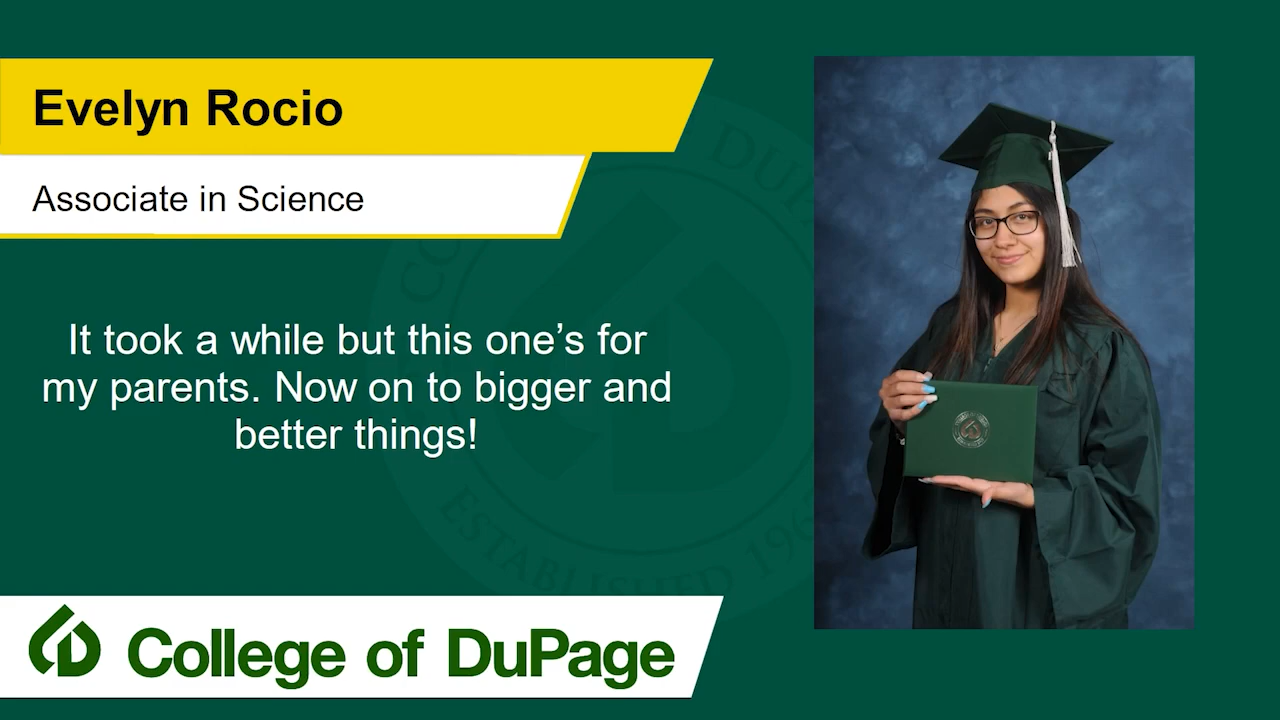 Evelyn Rocio
Associate in Science
It took a while but this one’s for
my parents. Now on to bigger and
better things!
College of DuPage